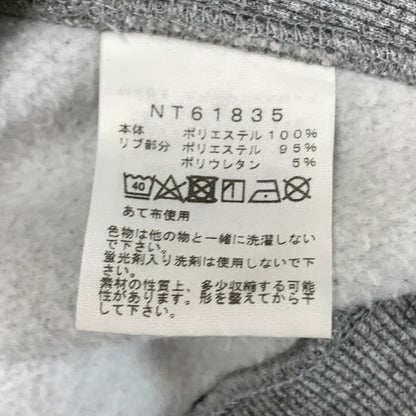 NT61835
本体 ポリエステル 100%
リブ部分 ポリエステル 95%
ポリウレタン 5%
40
あて布使用
色物は他の物と一緒に洗濯しない
で下さい。
蛍光剤入り洗剤は使用しないで下
さい。
素材の性質上、多少収縮する可能
性があります。形を整えてから干
して下さい。